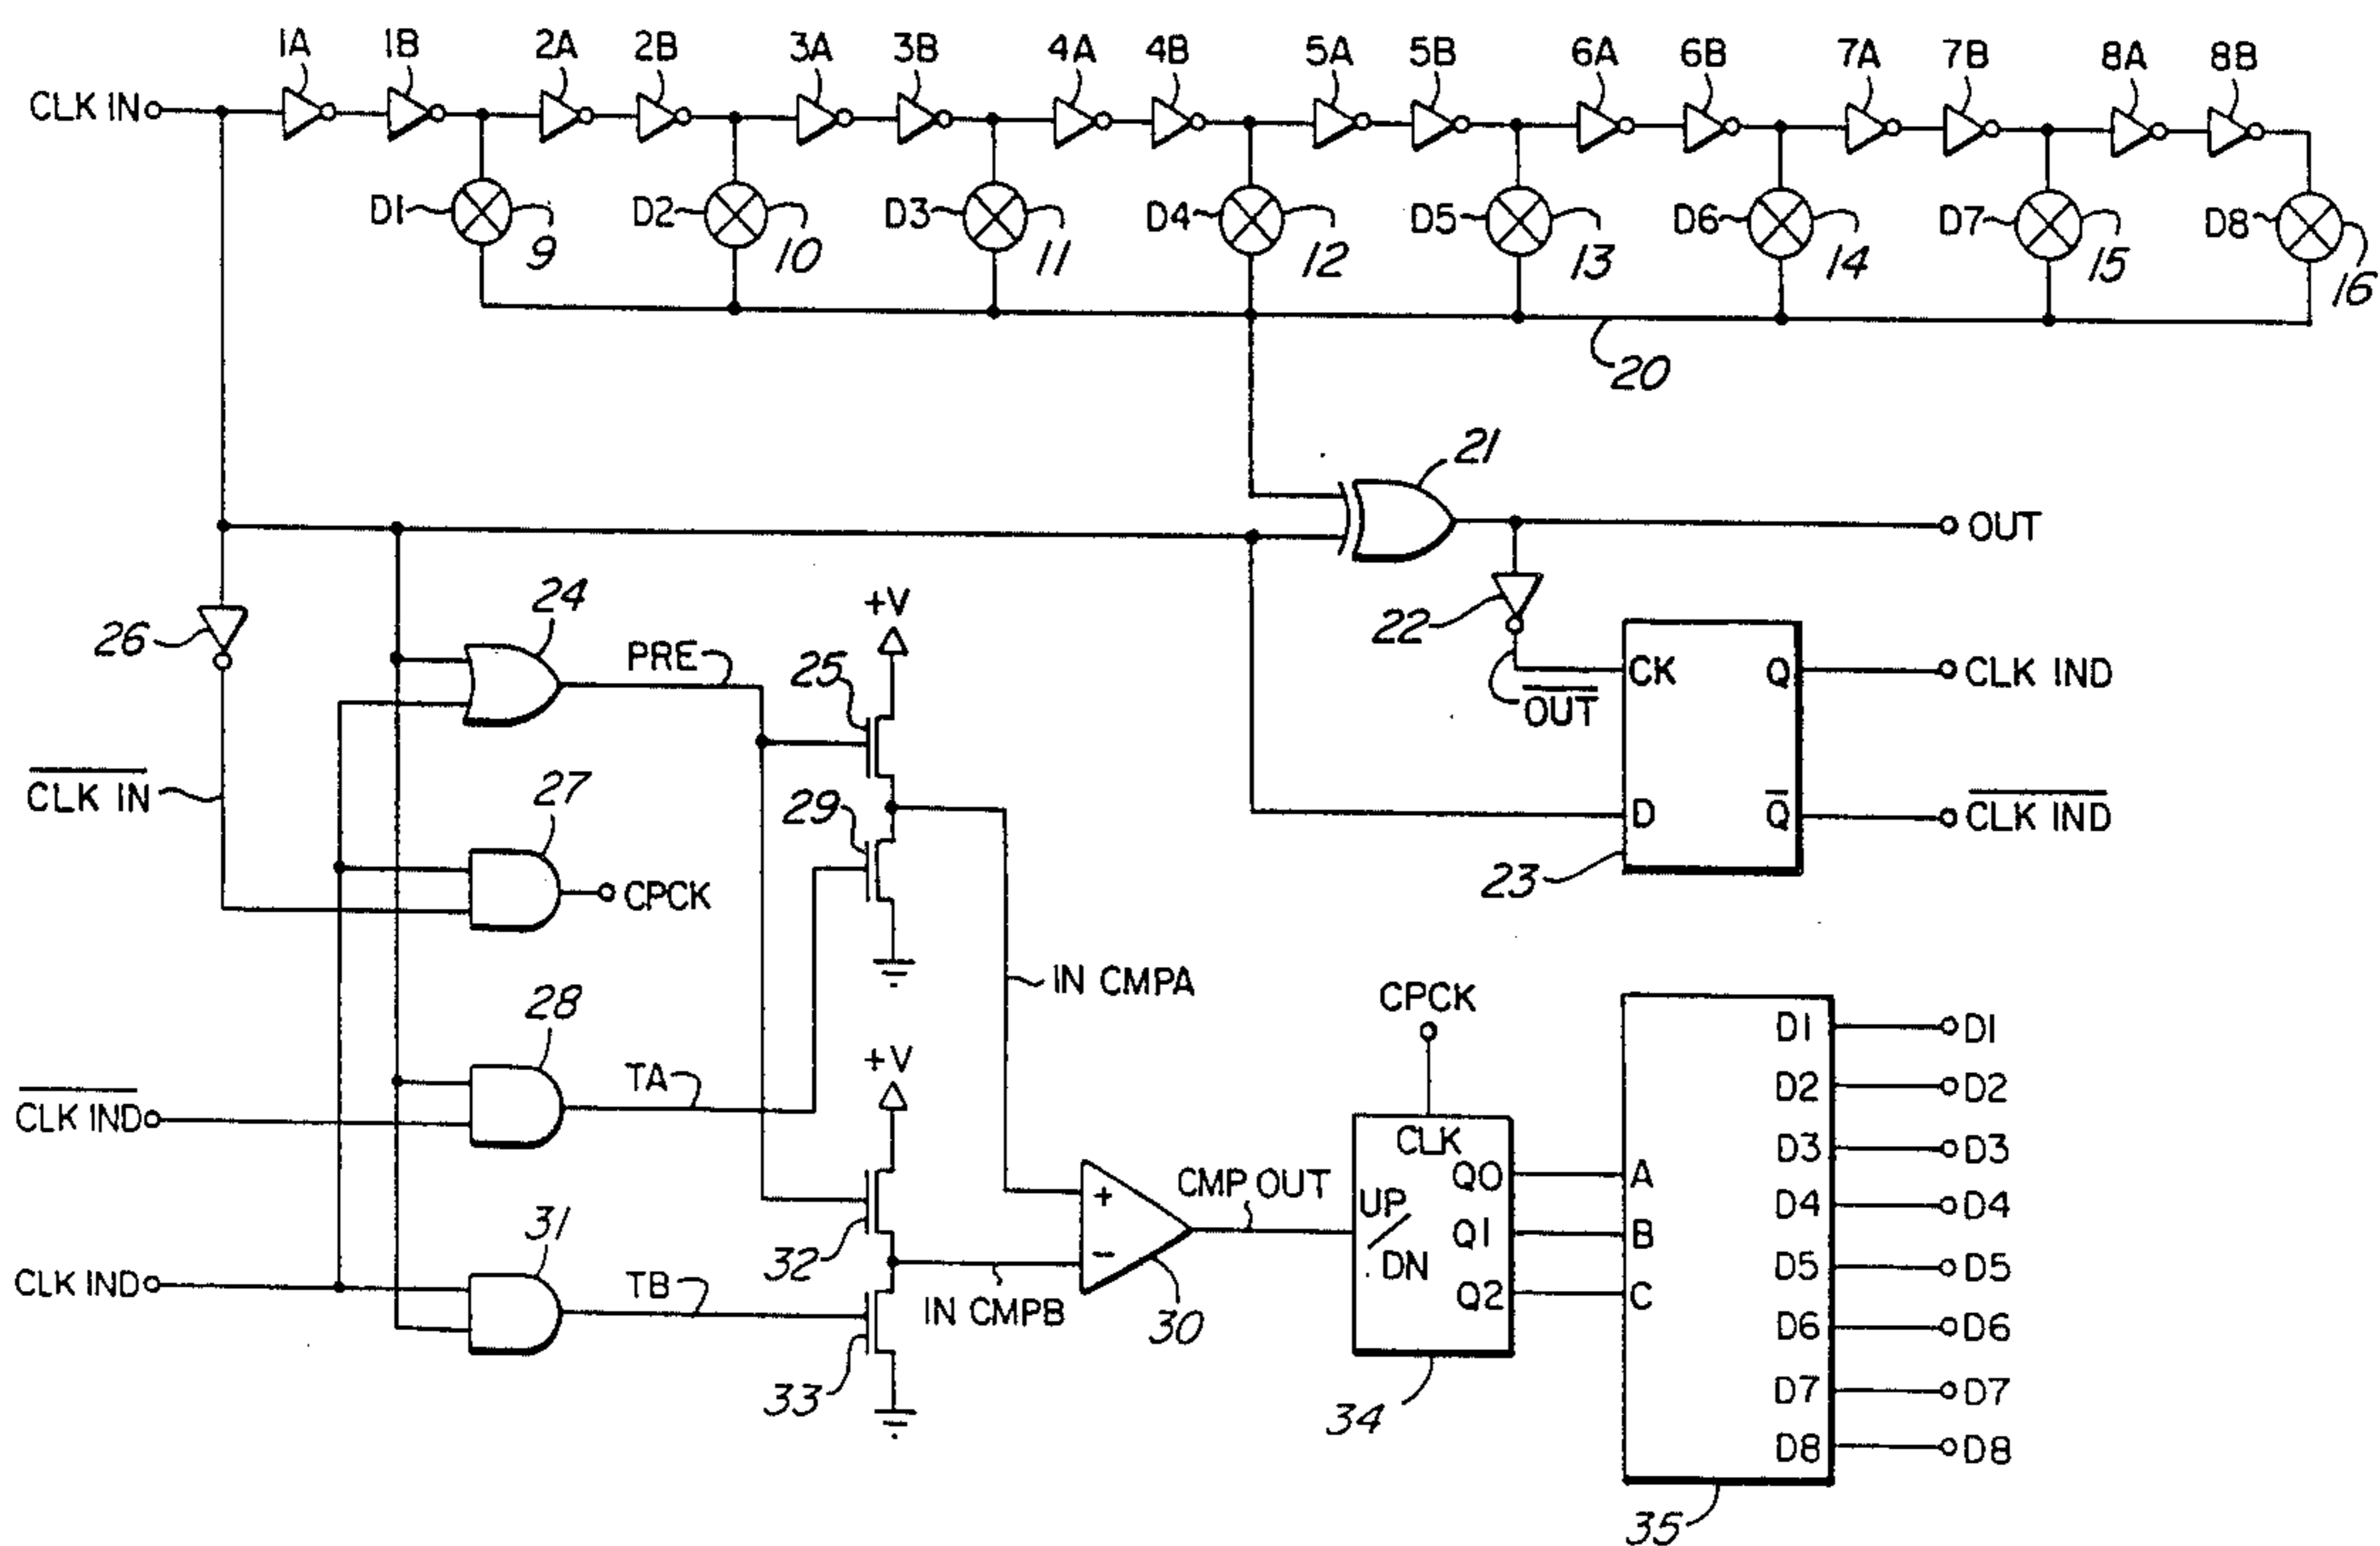 1A 1B 2A 2B 3A 3B 4A 4B 5A 5B 6A 6B 7A 7B 8A 8B
CLK IN
D1 9 D2 10 D3 11 D4 12 D5 13 D6 14 D7 15 D8 16
20
21
OUT
22
26
24
PRE
+V
25
CK Q CLK IND
OUT
CLK IN
27
29
D Q CLK IND
23
CPCK
28
IN CMPA
CPCK
TA
+V
CLK IND
31
CLK IND
TB
32
33
IN CMPB
+
−
30
CMP OUT
CLK
UP/DN
Q0
Q1
Q2
34
A
B
C
D1 D1
D2 D2
D3 D3
D4 D4
D5 D5
D6 D6
D7 D7
D8 D8
35